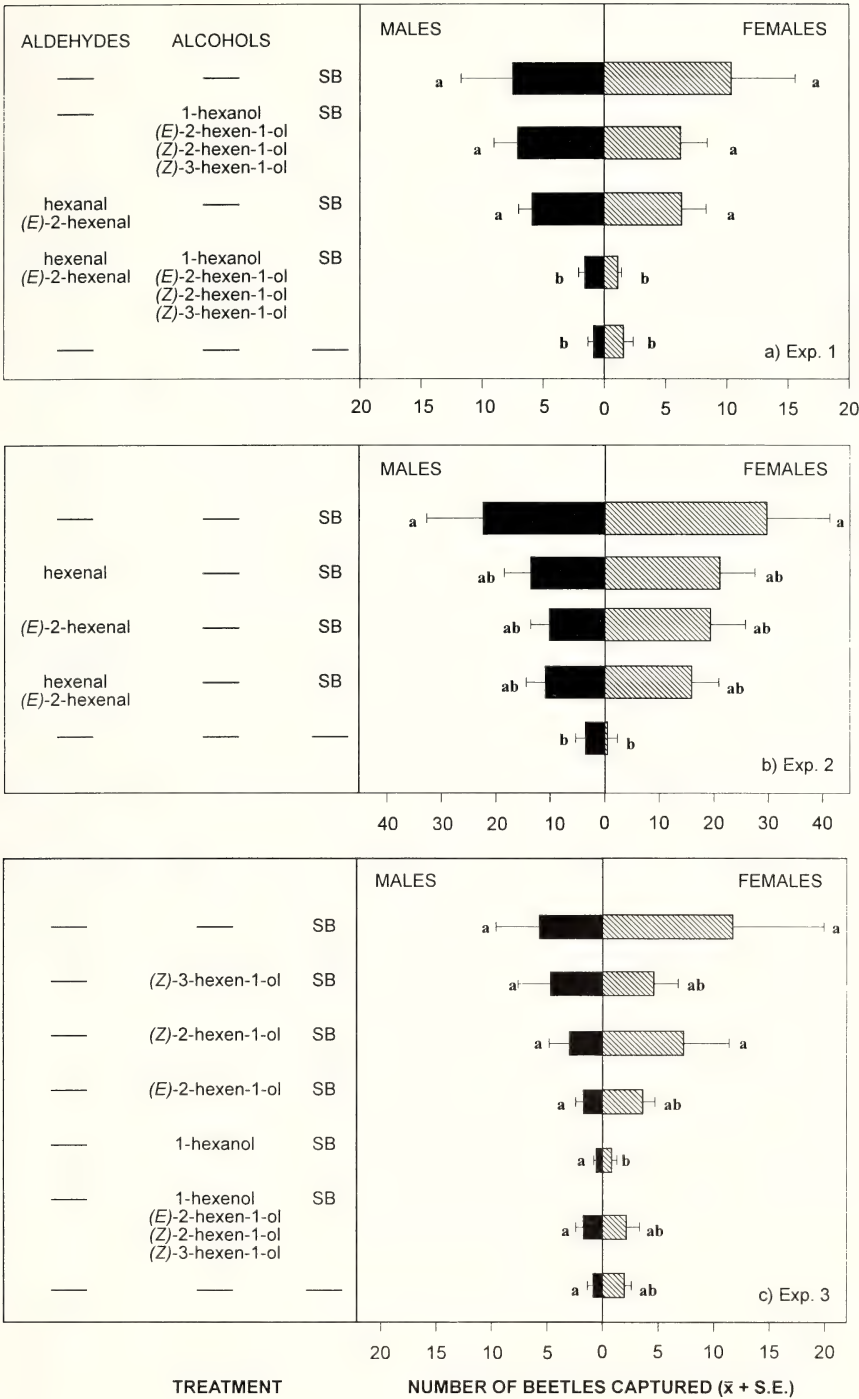 MALES FEMALES
ALDEHYDES ALCOHOLS
— — SB
a a
— 1-hexanol SB
(E)-2-hexen-1-ol
(Z)-2-hexen-1-ol
(Z)-3-hexen-1-ol
a a
hexanal — SB
(E)-2-hexenal
a a
hexenal 1-hexanol SB
(E)-2-hexenal (E)-2-hexen-1-ol
(Z)-2-hexen-1-ol
(Z)-3-hexen-1-ol
b b
— — —
b b
a) Exp. 1
20 15 10 5 0 5 10 15 20
MALES FEMALES
— — SB
a a
hexenal — SB
ab ab
(E)-2-hexenal — SB
ab ab
hexenal — SB
(E)-2-hexenal
ab ab
— — —
b b
b) Exp. 2
40 30 20 10 0 10 20 30 40
MALES FEMALES
— — SB
a a
— (Z)-3-hexen-1-ol SB
a ab
— (Z)-2-hexen-1-ol SB
a a
— (E)-2-hexen-1-ol SB
a ab
— 1-hexanol SB
a b
— 1-hexenol SB
(E)-2-hexen-1-ol
(Z)-2-hexen-1-ol
(Z)-3-hexen-1-ol
a ab
— — —
a ab
c) Exp. 3
20 15 10 5 0 5 10 15 20
TREATMENT NUMBER OF BEETLES CAPTURED (x̄ + S.E.)